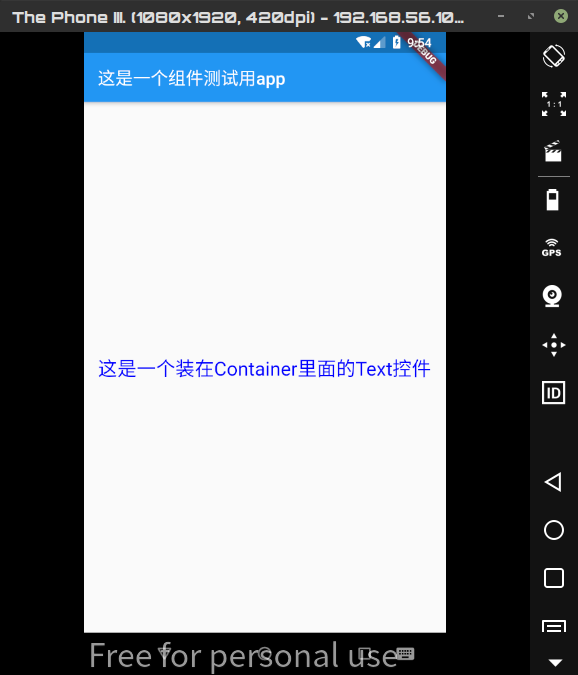 The Phone III. (1080x1920, 420dpi) - 192.168.56.10...
9:54
DEBUG
这是一个组件测试用app
1:1
GPS
这是一个装在Container里面的Text控件
ID
Free for personal use